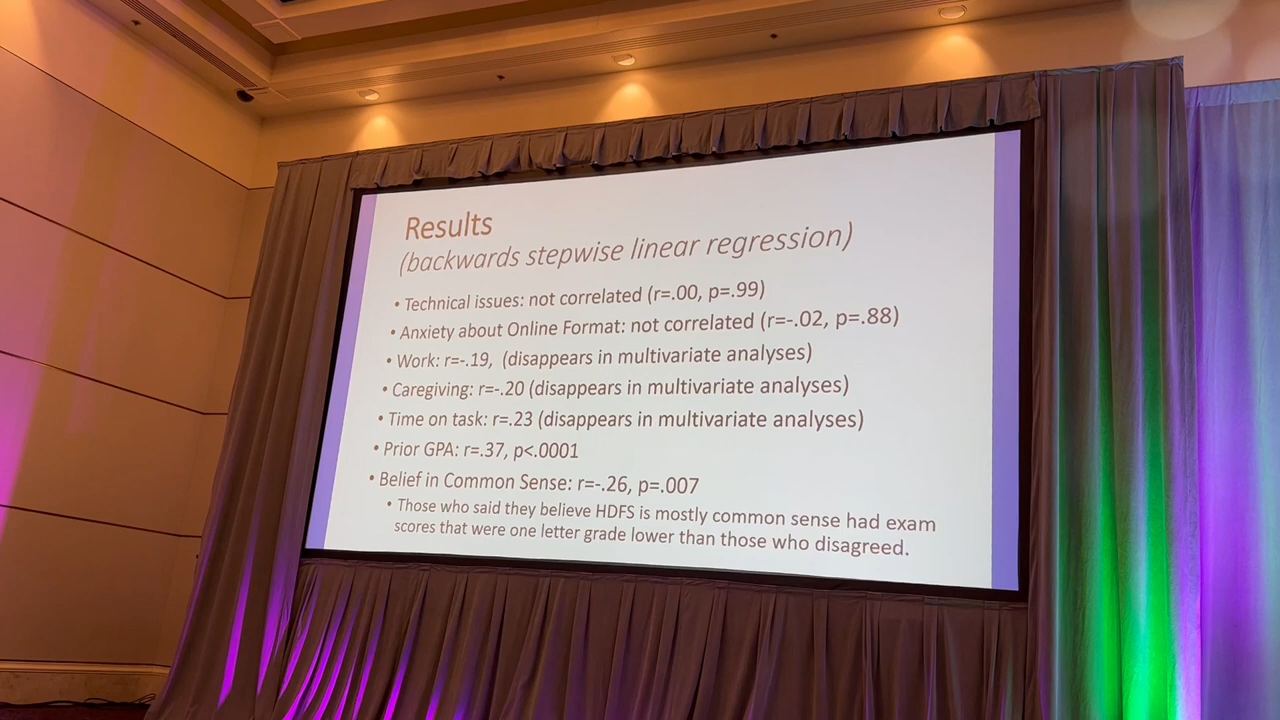 Results
(backwards stepwise linear regression)
• Technical issues: not correlated (r=.00, p=.99)
• Anxiety about Online Format: not correlated (r=-.02, p=.88)
• Work: r=-.19, (disappears in multivariate analyses)
• Caregiving: r=-.20 (disappears in multivariate analyses)
• Time on task: r=.23 (disappears in multivariate analyses)
• Prior GPA: r=.37, p<.0001
• Belief in Common Sense: r=-.26, p=.007
• Those who said they believe HDFS is mostly common sense had exam
scores that were one letter grade lower than those who disagreed.